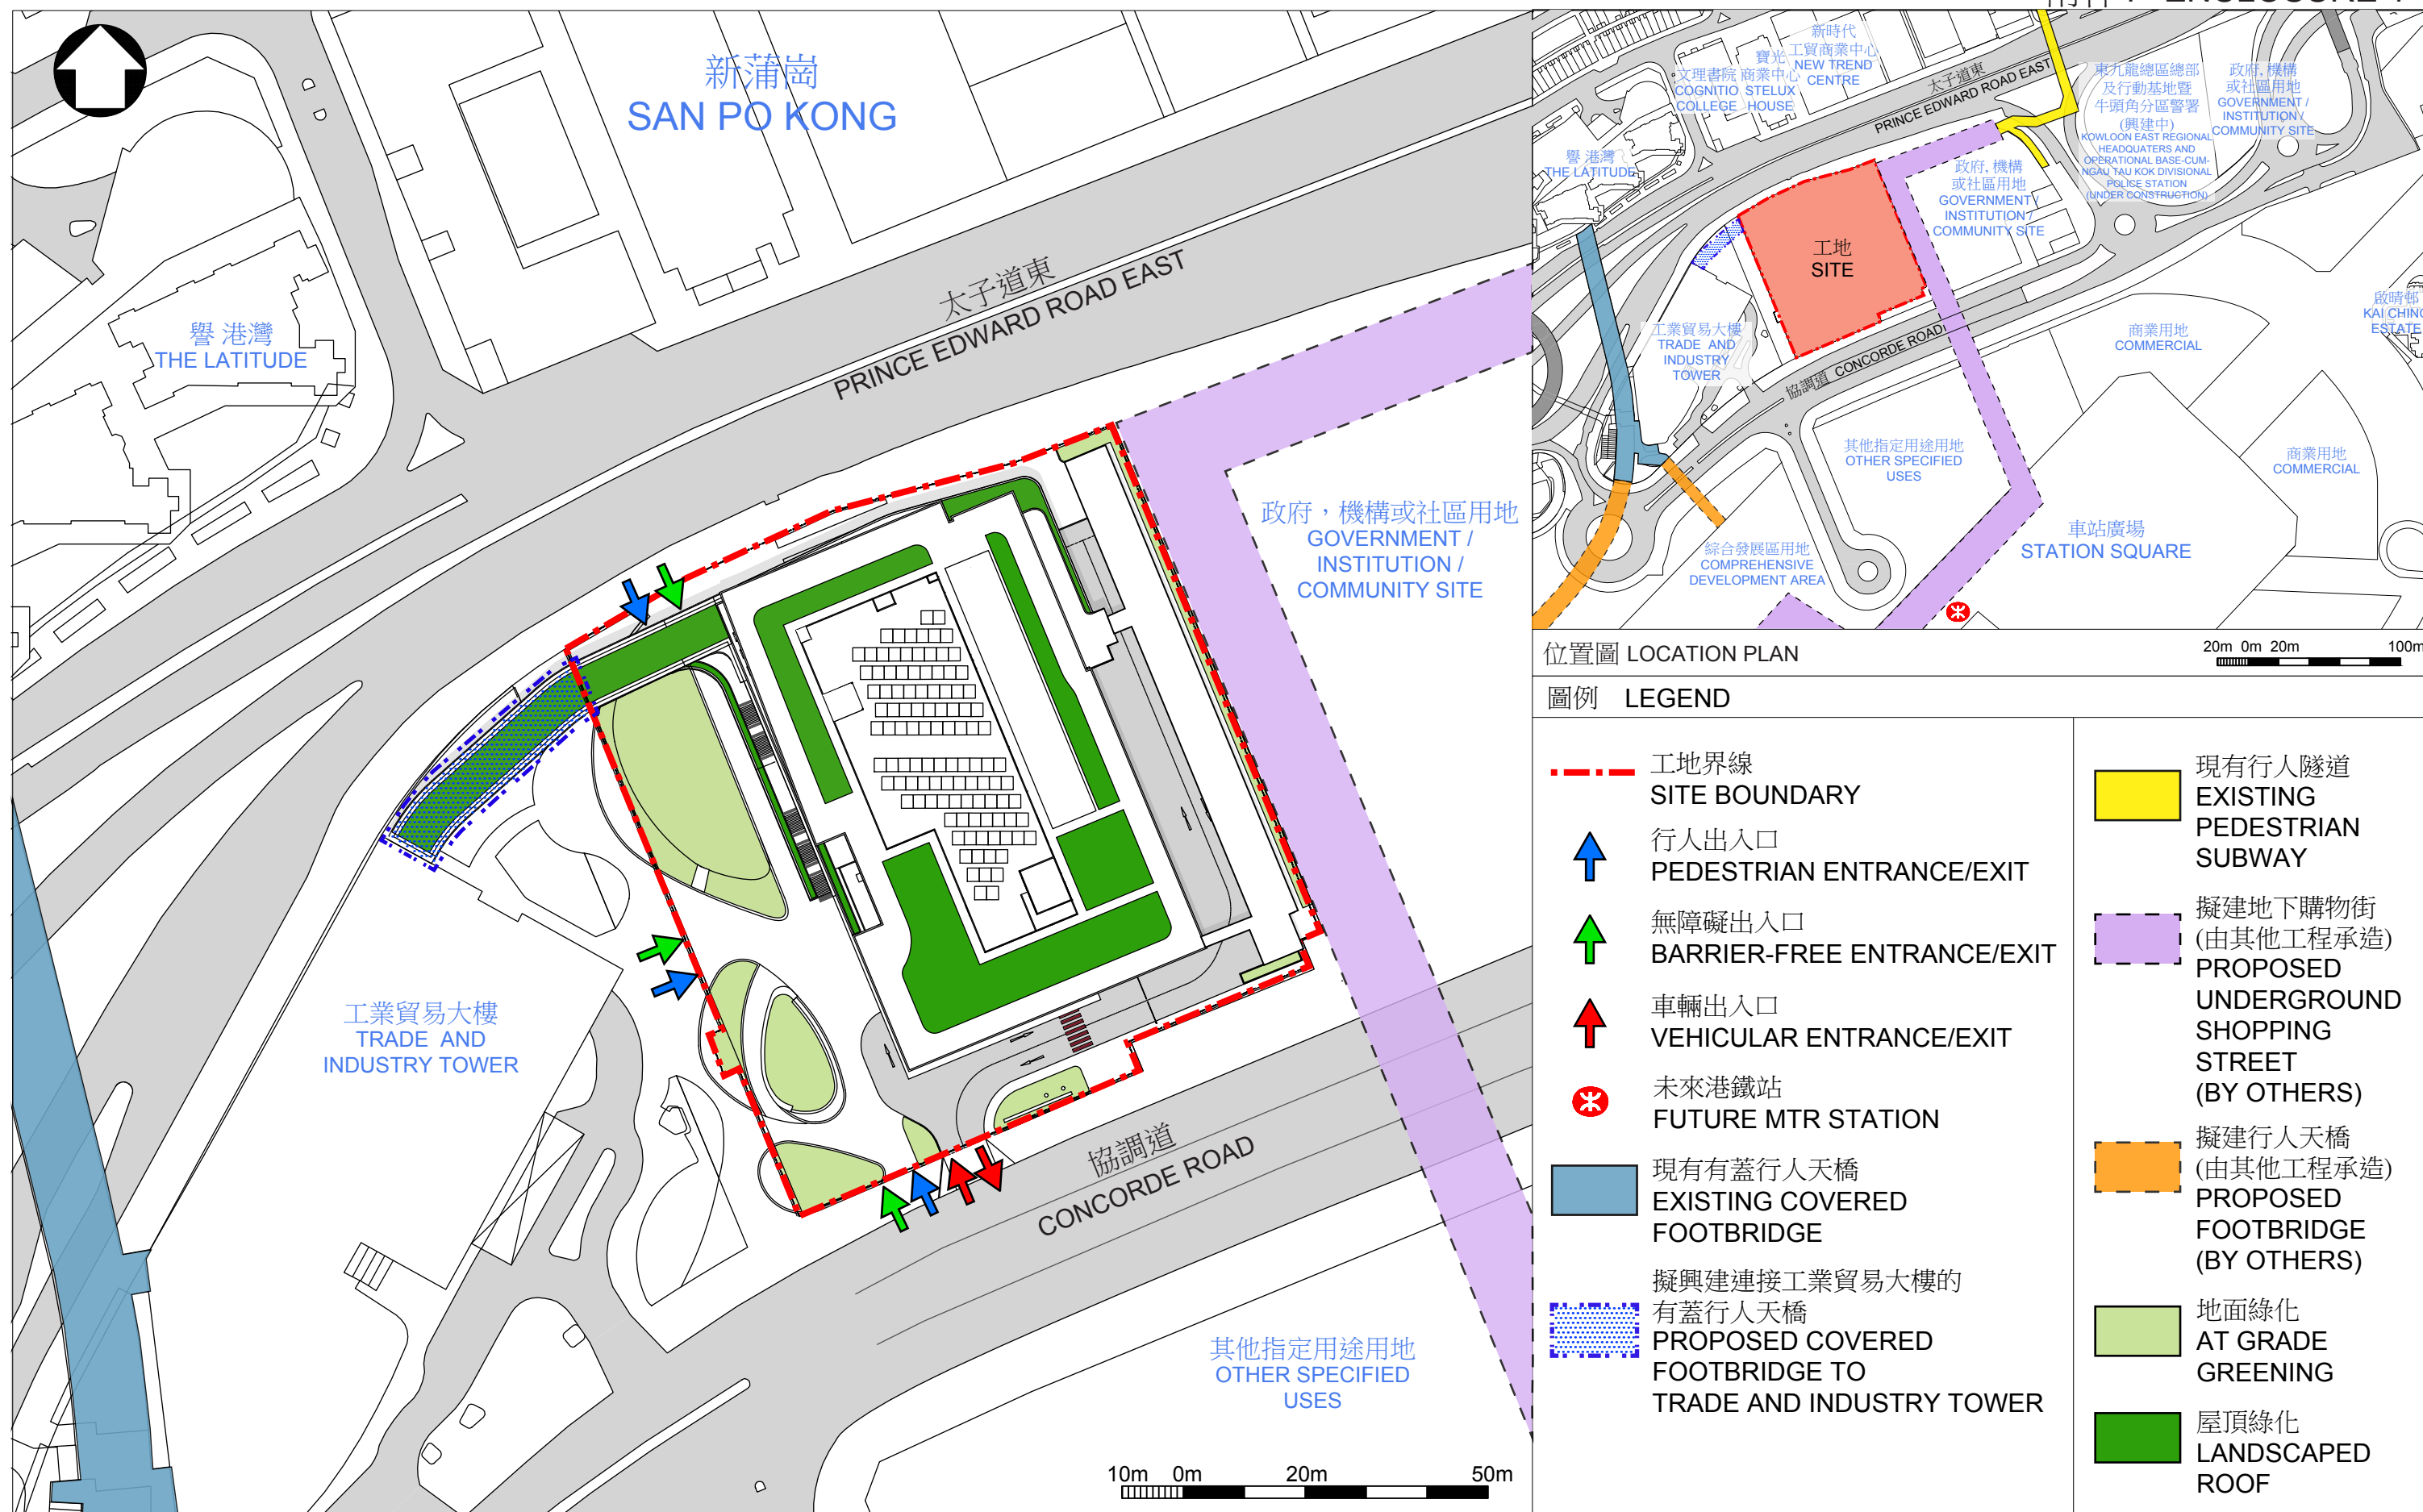 新蒲崗
SAN PO KONG
譽港灣
THE LATITUDE
太子道東
PRINCE EDWARD ROAD EAST
政府，機構或社區用地
GOVERNMENT /
INSTITUTION /
COMMUNITY SITE
工業貿易大樓
TRADE AND
INDUSTRY TOWER
協調道
CONCORDE ROAD
其他指定用途用地
OTHER SPECIFIED
USES
10m 0m 20m 50m
新時代
工貿商業中心
NEW TREND
CENTRE
寶光
商業中心
STELUX
HOUSE
文理書院
COGNITIO
COLLEGE
太子道東
PRINCE EDWARD ROAD EAST
東九龍總區總部
及行動基地暨
牛頭角分區警署
(興建中)
KOWLOON EAST REGIONAL
HEADQUATERS AND
OPERATIONAL BASE-CUM-
NGAU TAU KOK DIVISIONAL
POLICE STATION
(UNDER CONSTRUCTION)
政府, 機構
或社區用地
GOVERNMENT /
INSTITUTION /
COMMUNITY SITE
譽港灣
THE LATITUDE
政府, 機構
或社區用地
GOVERNMENT /
INSTITUTION /
COMMUNITY SITE
工地
SITE
啟晴邨
KAI CHING
ESTATE
工業貿易大樓
TRADE AND
INDUSTRY
TOWER
商業用地
COMMERCIAL
協調道 CONCORDE ROAD
其他指定用途用地
OTHER SPECIFIED
USES
商業用地
COMMERCIAL
車站廣場
STATION SQUARE
綜合發展區用地
COMPREHENSIVE
DEVELOPMENT AREA
位置圖 LOCATION PLAN
20m 0m 20m 100m
圖例 LEGEND
工地界線
SITE BOUNDARY
行人出入口
PEDESTRIAN ENTRANCE/EXIT
無障礙出入口
BARRIER-FREE ENTRANCE/EXIT
車輛出入口
VEHICULAR ENTRANCE/EXIT
未來港鐵站
FUTURE MTR STATION
現有有蓋行人天橋
EXISTING COVERED
FOOTBRIDGE
擬興建連接工業貿易大樓的
有蓋行人天橋
PROPOSED COVERED
FOOTBRIDGE TO
TRADE AND INDUSTRY TOWER
現有行人隧道
EXISTING
PEDESTRIAN
SUBWAY
擬建地下購物街
(由其他工程承造)
PROPOSED
UNDERGROUND
SHOPPING
STREET
(BY OTHERS)
擬建行人天橋
(由其他工程承造)
PROPOSED
FOOTBRIDGE
(BY OTHERS)
地面綠化
AT GRADE
GREENING
屋頂綠化
LANDSCAPED
ROOF